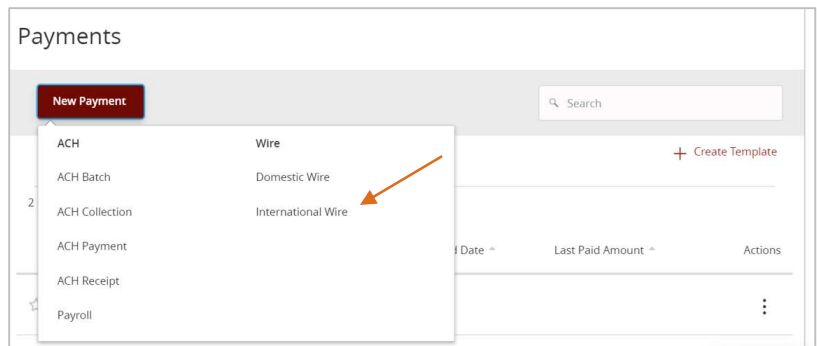 Payments
New Payment
Search
ACH
Wire
Create Template
ACH Batch
Domestic Wire
2
ACH Collection
International Wire
ACH Payment
Date
Last Paid Amount
Actions
ACH Receipt
Payroll